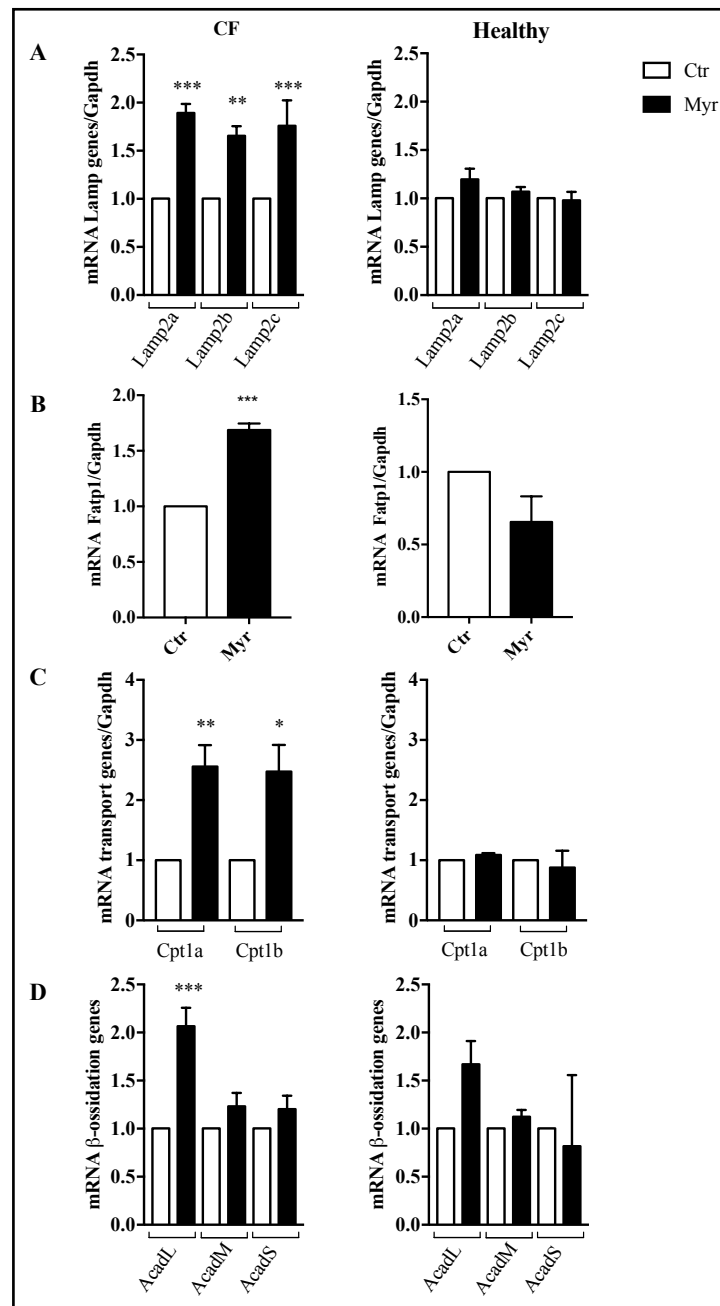 CF
Healthy
Ctr
Myr
A
mRNA Lamp genes/Gapdh
2.5
2.0
1.5
1.0
0.5
0.0
***
**
***
Lamp2a
Lamp2b
Lamp2c
mRNA Lamp genes/Gapdh
2.5
2.0
1.5
1.0
0.5
0.0
Lamp2a
Lamp2b
Lamp2c
B
mRNA Fatp1/Gapdh
2.0
1.5
1.0
0.5
0.0
***
Ctr
Myr
mRNA Fatp1/Gapdh
1.5
1.0
0.5
0.0
Ctr
Myr
C
mRNA transport genes/Gapdh
4
3
2
1
0
**
*
Cpt1a
Cpt1b
mRNA transport genes/Gapdh
4
3
2
1
0
Cpt1a
Cpt1b
D
mRNA β-ossidation genes
2.5
2.0
1.5
1.0
0.5
0.0
***
AcadL
AcadM
AcadS
mRNA β-ossidation genes
2.5
2.0
1.5
1.0
0.5
0.0
AcadL
AcadM
AcadS